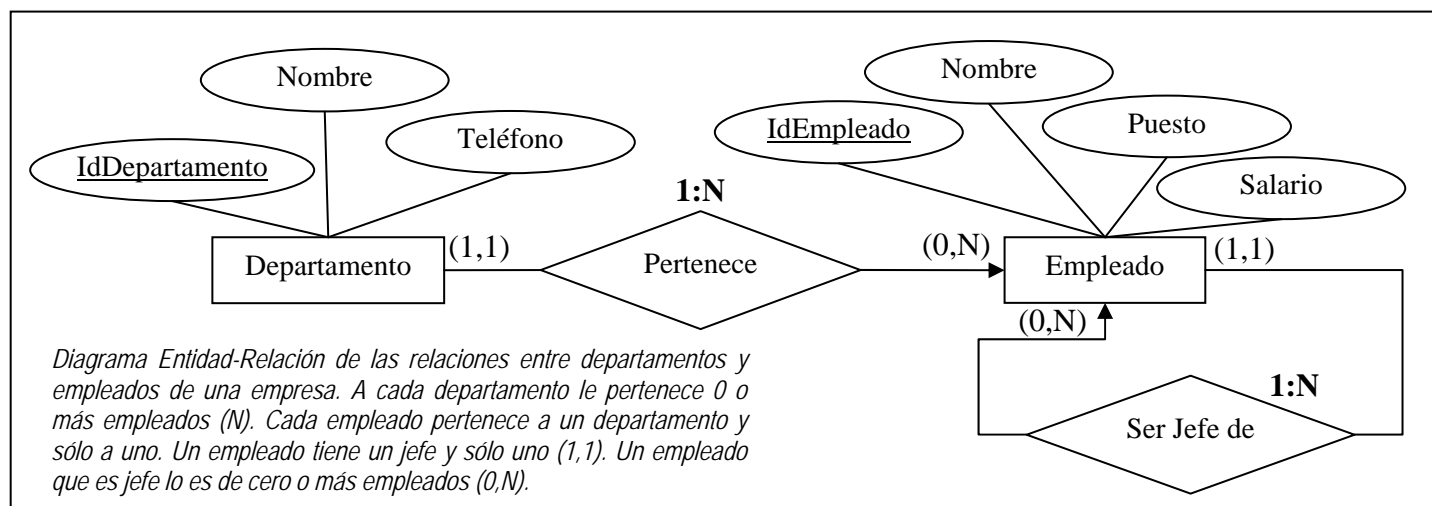 Nombre
Nombre
IdDepartamento
Teléfono
IdEmpleado
Puesto
Salario
1:N
Departamento
(1,1)
Pertenece
(0,N)
Empleado
(1,1)
(0,N)
1:N
Ser Jefe de
Diagrama Entidad-Relación de las relaciones entre departamentos y
empleados de una empresa. A cada departamento le pertenece 0 o
más empleados (N). Cada empleado pertenece a un departamento y
sólo a uno. Un empleado tiene un jefe y sólo uno (1,1). Un empleado
que es jefe lo es de cero o más empleados (0,N).